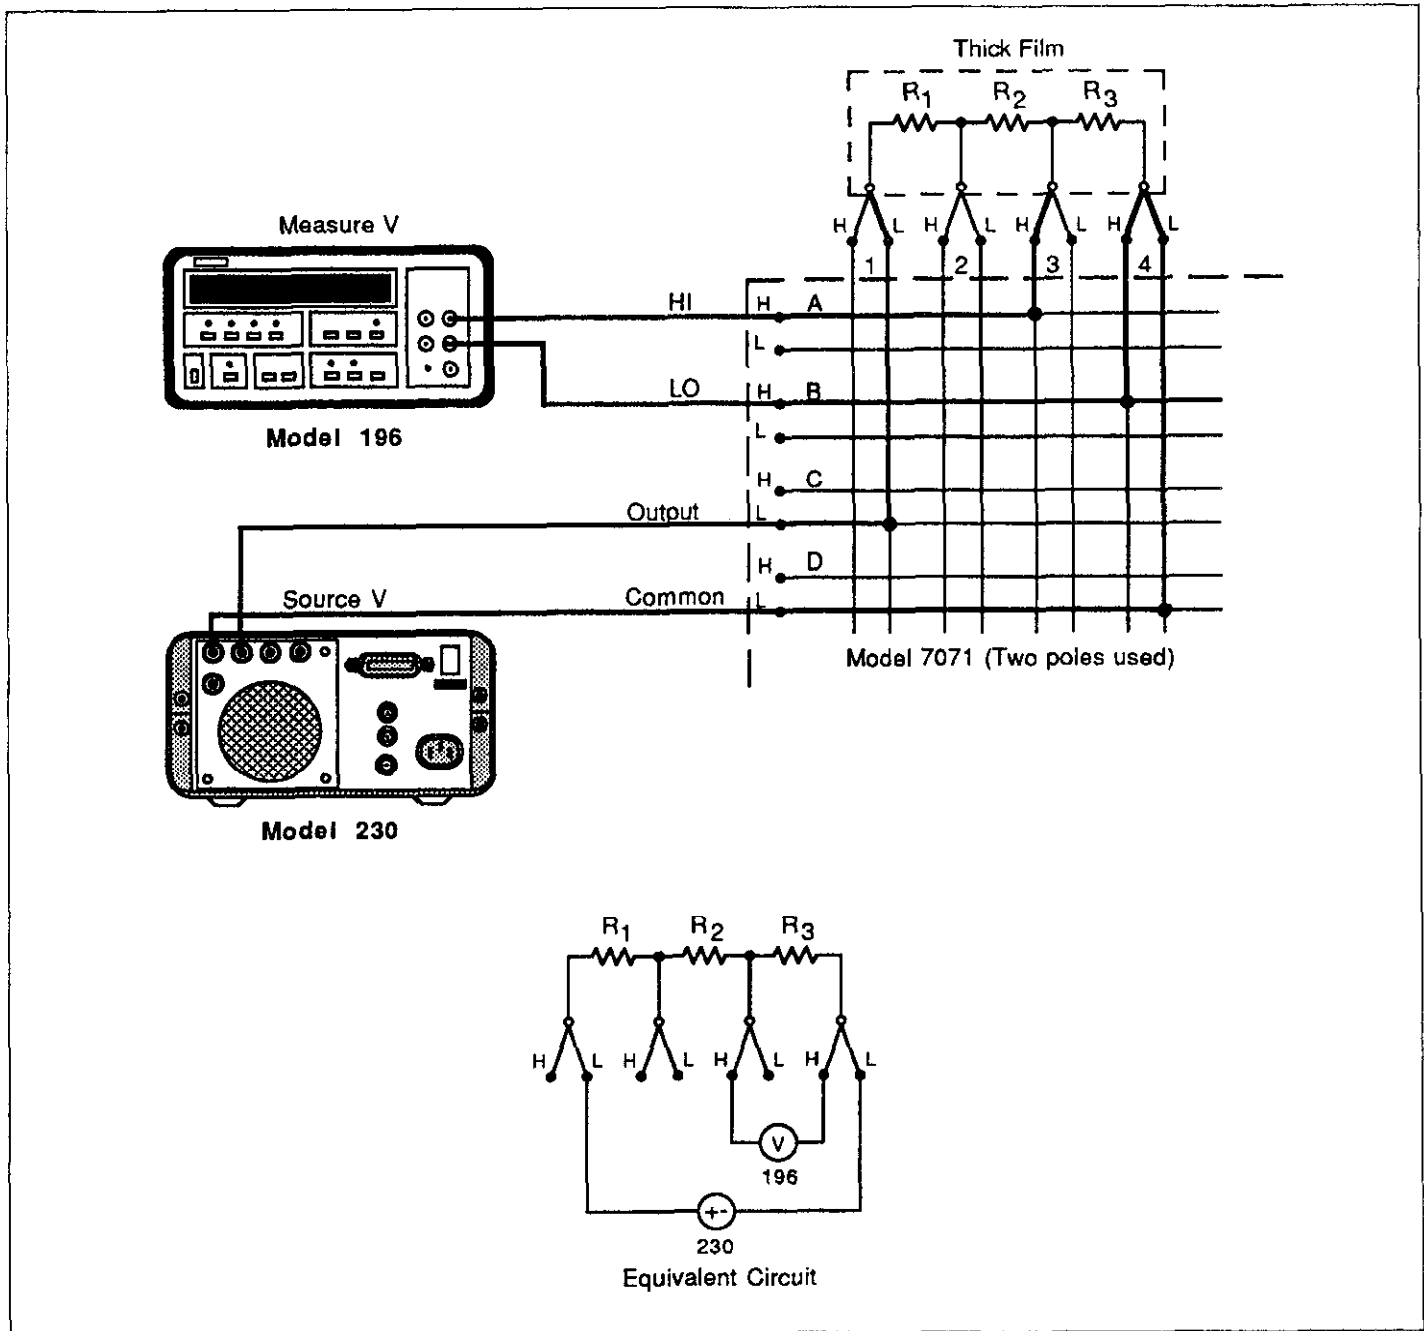 Thick Film
R1 R2 R3
H L H L H L H L
1 2 3 4
Measure V
HI H A
L
LO H B
L
Model 196
H C
Output L
H D
Source V Common L
Model 7071 (Two poles used)
Model 230
R1 R2 R3
H L H L H L H L
V
196
+-
230
Equivalent Circuit